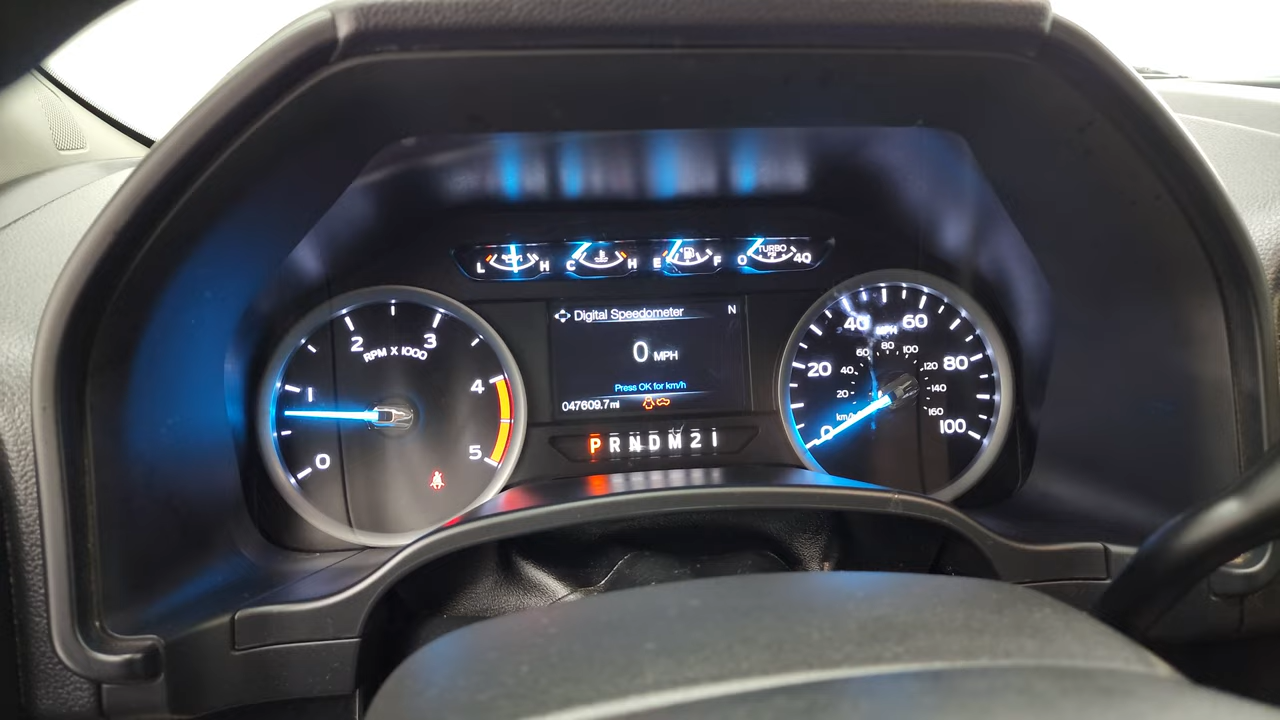 L H C H E F TURBO 0 40
Digital Speedometer N
0 MPH
Press OK for km/h
047609.7 mi
P R N D M 2 1
0 1 2 3 4 5
RPM X 1000
0 20 40 60 80 100
MPH
20 40 60 80 100 120 140 160
km/h